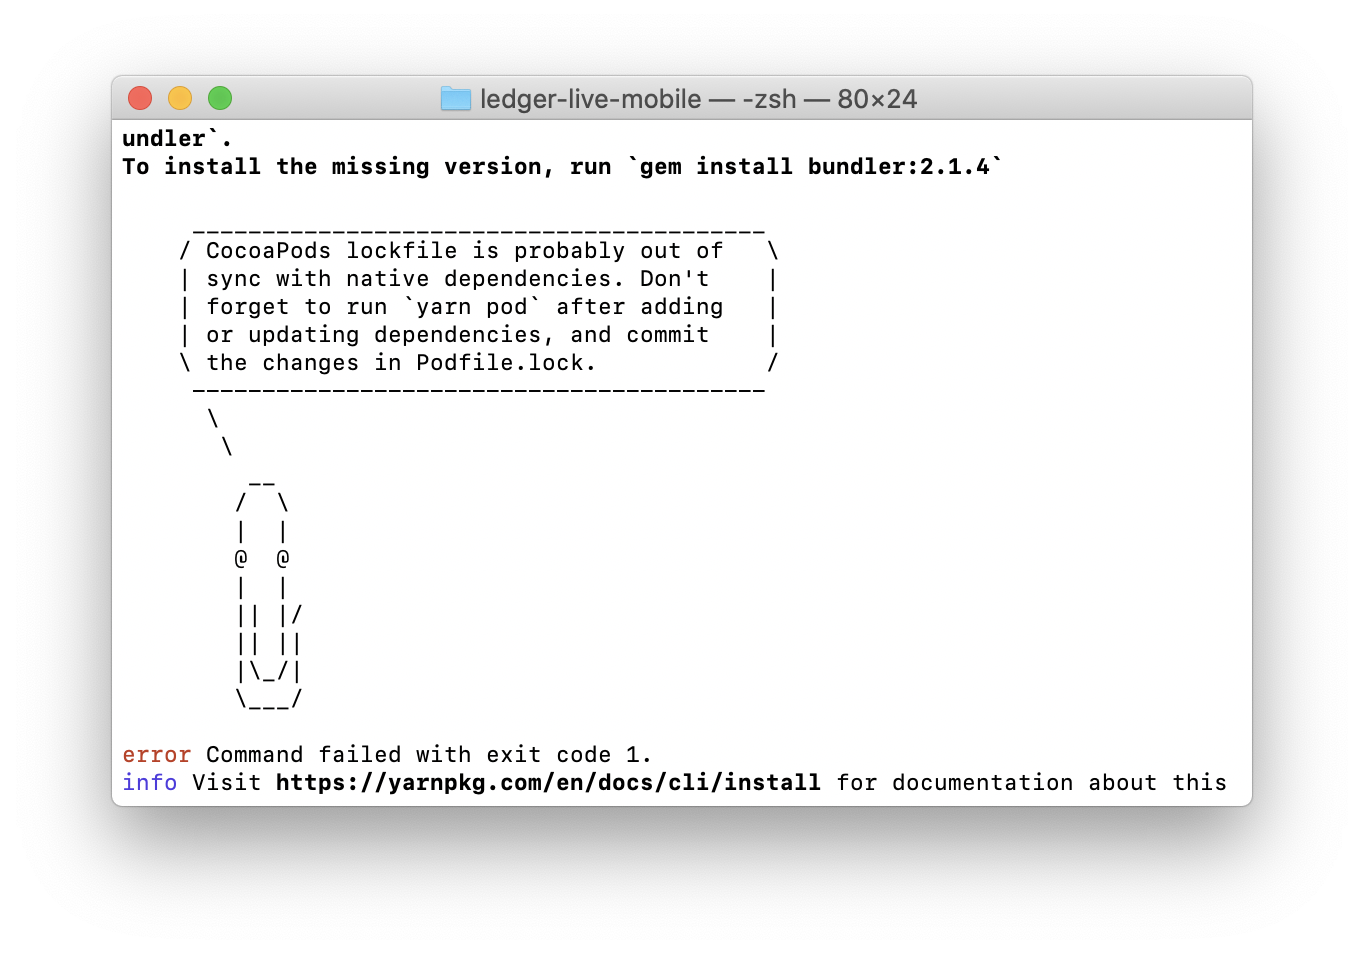 ledger-live-mobile — -zsh — 80×24
undler`.
To install the missing version, run `gem install bundler:2.1.4`
 _________________________________________
/ CocoaPods lockfile is probably out of   \
| sync with native dependencies. Don't    |
| forget to run `yarn pod` after adding   |
| or updating dependencies, and commit    |
\ the changes in Podfile.lock.            /
 -----------------------------------------
  \
   \
     __
    /  \
    |  |
    @  @
    |  |
    || |/
    || ||
    |\_/|
    \___/
error Command failed with exit code 1.
info Visit https://yarnpkg.com/en/docs/cli/install for documentation about this